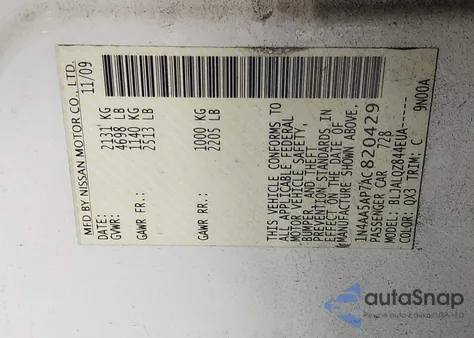 MFD BY NISSAN MOTOR CO., LTD.
11/09
DATE:
GVWR: 2131 KG
4698 LB
GAWR FR.: 1140 KG
2513 LB
GAWR RR.: 1000 KG
2205 LB
THIS VEHICLE CONFORMS TO
ALL APPLICABLE FEDERAL
MOTOR VEHICLE SAFETY,
BUMPER, AND THEFT
PREVENTION STANDARDS IN
EFFECT ON THE DATE OF
MANUFACTURE SHOWN ABOVE.
1N4AA5AP7AC820429
PASSENGER CAR 728
MODEL: BLJALQZ844EUA-----
COLOR: QX3 TRIM: C 9N00A
autaSnap